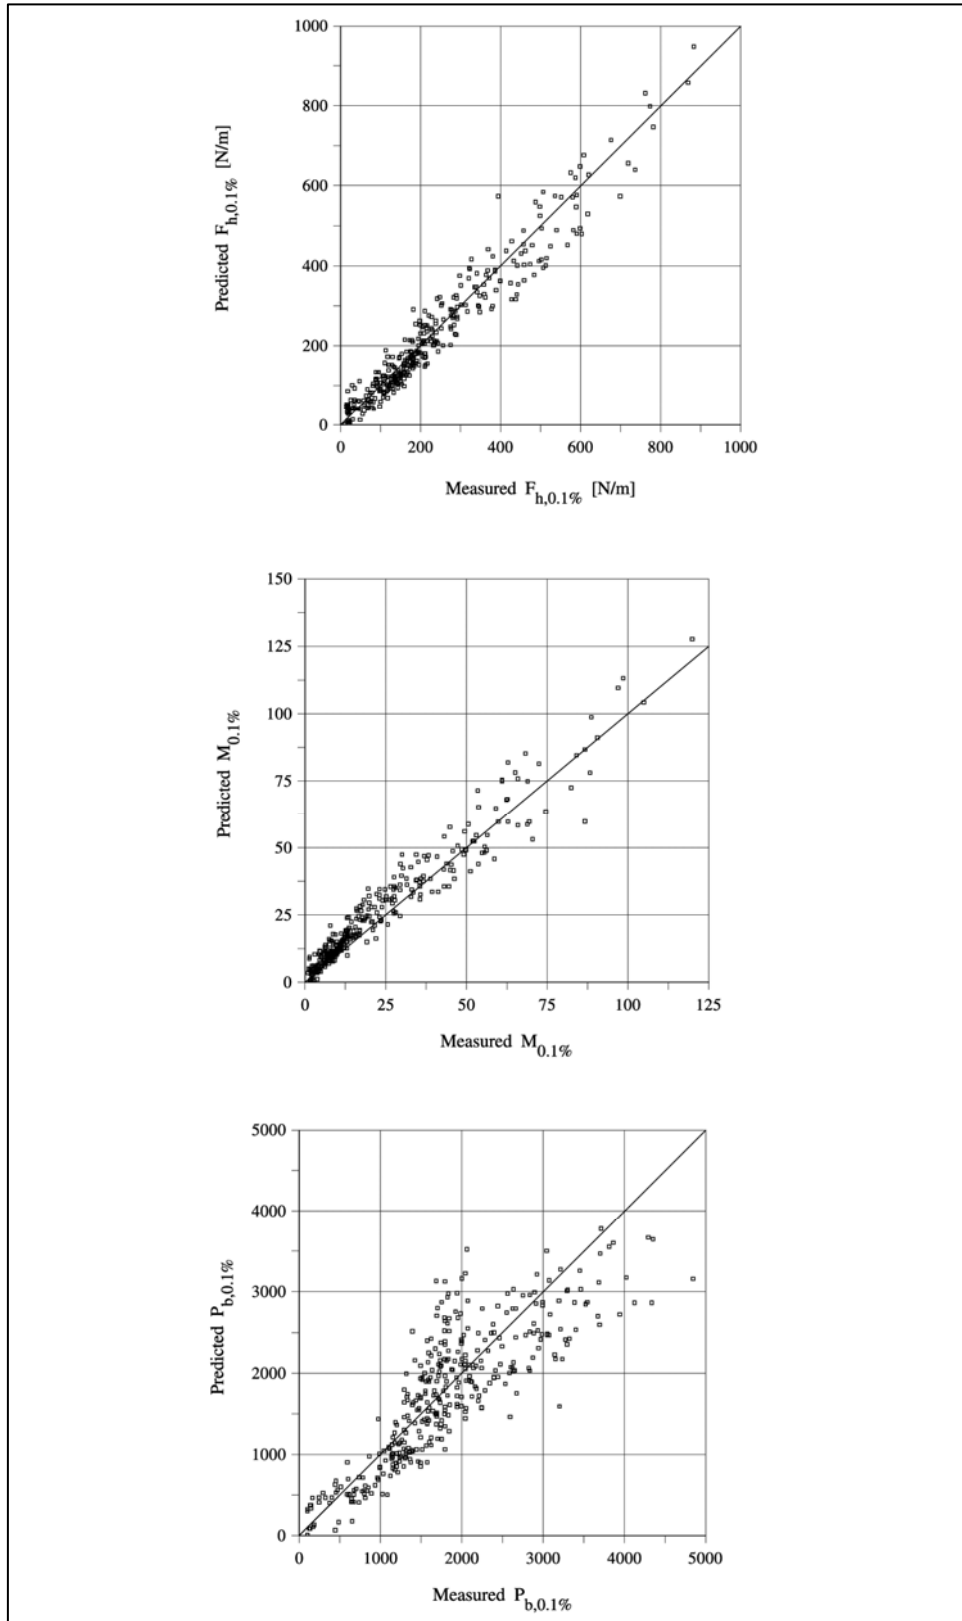 1000
800
600
400
200
0
Predicted F_h,0.1% [N/m]
0 200 400 600 800 1000
Measured F_h,0.1% [N/m]
150
125
100
75
50
25
0
Predicted M_0.1%
0 25 50 75 100 125
Measured M_0.1%
5000
4000
3000
2000
1000
0
Predicted P_b,0.1%
0 1000 2000 3000 4000 5000
Measured P_b,0.1%